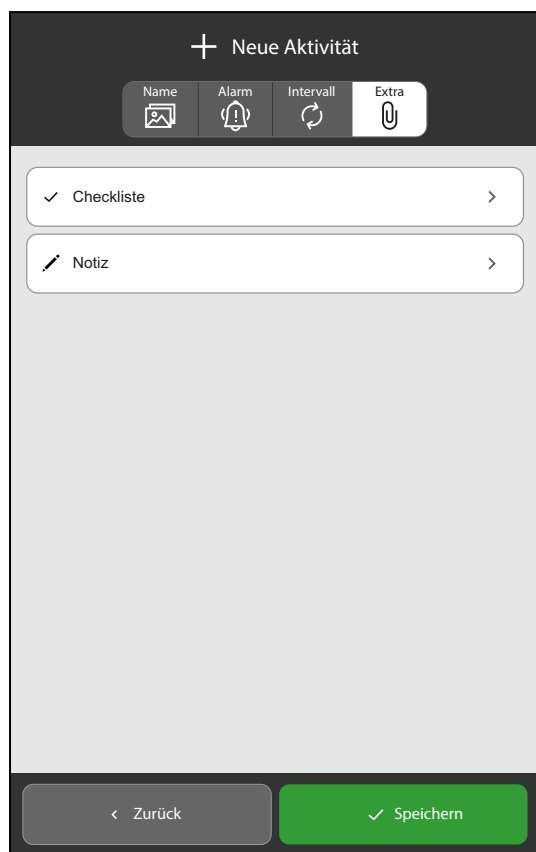 Neue Aktivität
Name Alarm Intervall Extra
Checkliste
Notiz
Zurück Speichern